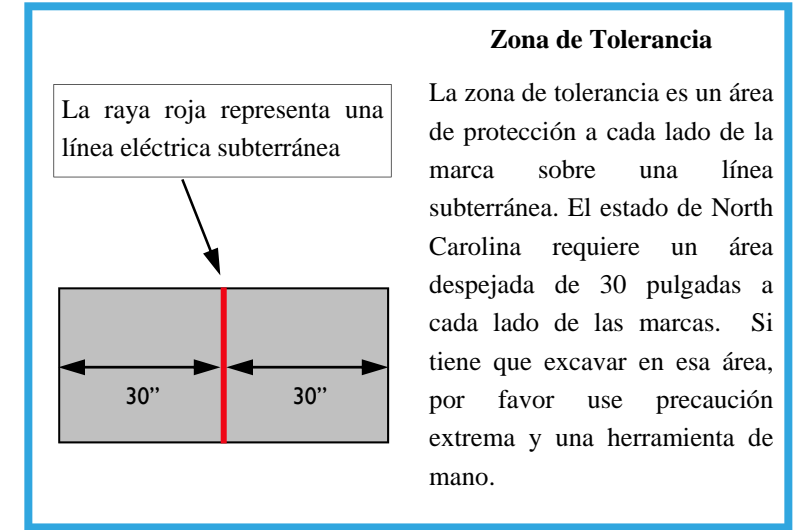 Zona de Tolerancia
La raya roja representa una
línea eléctrica subterránea
30”
30”
La zona de tolerancia es un área
de protección a cada lado de la
marca sobre una línea
subterránea. El estado de North
Carolina requiere un área
despejada de 30 pulgadas a
cada lado de las marcas. Si
tiene que excavar en esa área,
por favor use precaución
extrema y una herramienta de
mano.